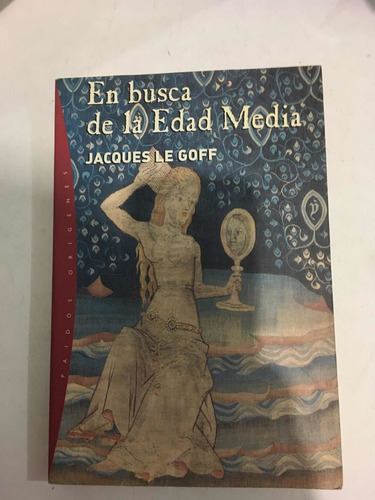 En busca
de la Edad Media
JACQUES LE GOFF
PAIDÓS ORÍGENES